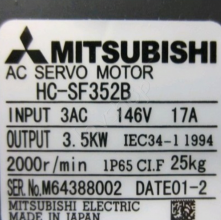 MITSUBISHI
AC SERVO MOTOR
HC-SF352B
INPUT 3AC 146V 17A
OUTPUT 3.5KW IEC34-1 1994
2000r/min IP65 CI.F 25kg
SER.No.M64388002 DATE01-2
MITSUBISHI ELECTRIC
MADE IN JAPAN